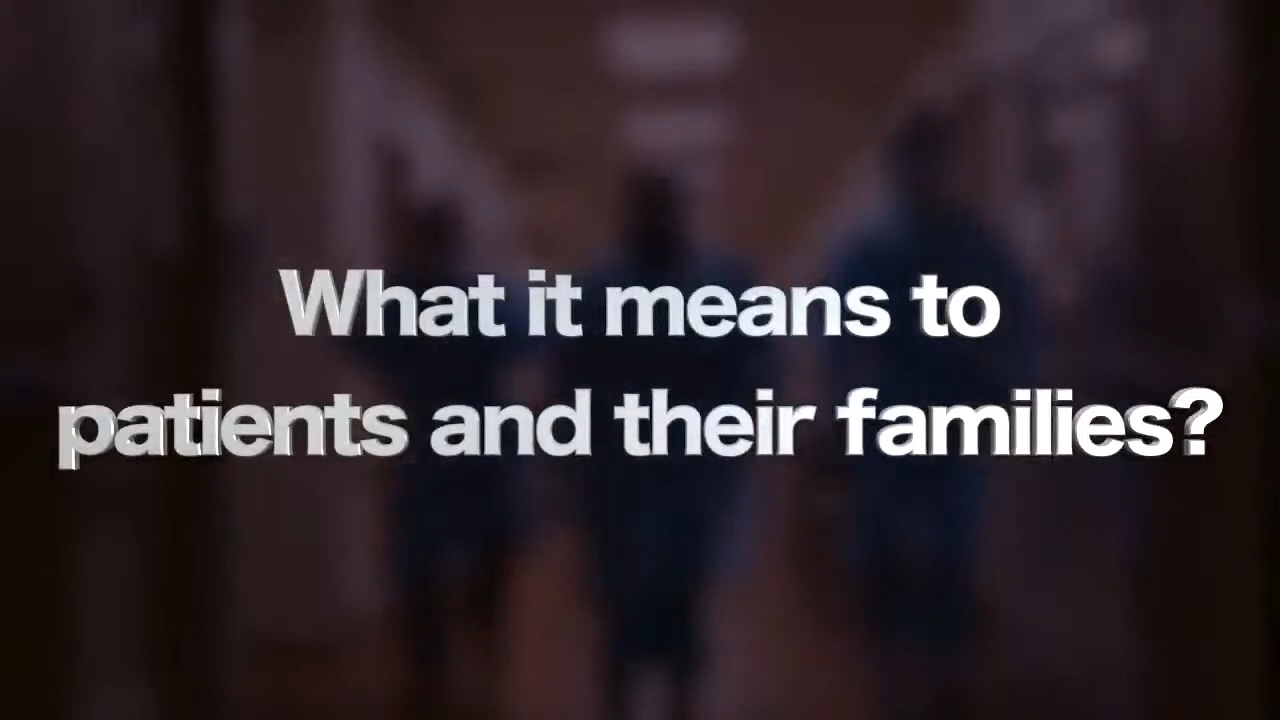 What it means to
patients and their families?